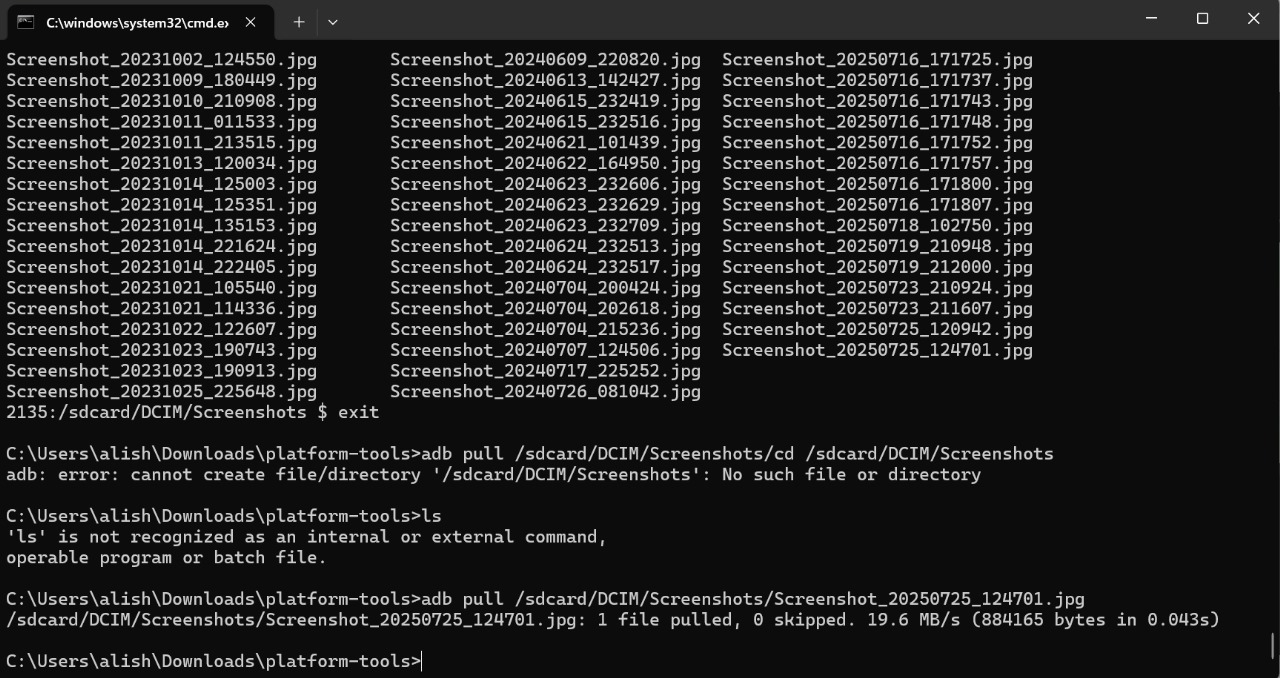 C:\windows\system32\cmd.e
Screenshot_20231002_124550.jpg Screenshot_20240609_220820.jpg Screenshot_20250716_171725.jpg
Screenshot_20231009_180449.jpg Screenshot_20240613_142427.jpg Screenshot_20250716_171737.jpg
Screenshot_20231010_210908.jpg Screenshot_20240615_232419.jpg Screenshot_20250716_171743.jpg
Screenshot_20231011_011533.jpg Screenshot_20240615_232516.jpg Screenshot_20250716_171748.jpg
Screenshot_20231011_213515.jpg Screenshot_20240621_101439.jpg Screenshot_20250716_171752.jpg
Screenshot_20231013_120034.jpg Screenshot_20240622_164950.jpg Screenshot_20250716_171757.jpg
Screenshot_20231014_125003.jpg Screenshot_20240623_232606.jpg Screenshot_20250716_171800.jpg
Screenshot_20231014_125351.jpg Screenshot_20240623_232629.jpg Screenshot_20250716_171807.jpg
Screenshot_20231014_135153.jpg Screenshot_20240623_232709.jpg Screenshot_20250718_102750.jpg
Screenshot_20231014_221624.jpg Screenshot_20240624_232513.jpg Screenshot_20250719_210948.jpg
Screenshot_20231014_222405.jpg Screenshot_20240624_232517.jpg Screenshot_20250719_212000.jpg
Screenshot_20231021_105540.jpg Screenshot_20240704_200424.jpg Screenshot_20250723_210924.jpg
Screenshot_20231021_114336.jpg Screenshot_20240704_202618.jpg Screenshot_20250723_211607.jpg
Screenshot_20231022_122607.jpg Screenshot_20240704_215236.jpg Screenshot_20250725_120942.jpg
Screenshot_20231023_190743.jpg Screenshot_20240707_124506.jpg Screenshot_20250725_124701.jpg
Screenshot_20231023_190913.jpg Screenshot_20240717_225252.jpg
Screenshot_20231025_225648.jpg Screenshot_20240726_081042.jpg
2135:/sdcard/DCIM/Screenshots $ exit
C:\Users\alish\Downloads\platform-tools>adb pull /sdcard/DCIM/Screenshots/cd /sdcard/DCIM/Screenshots
adb: error: cannot create file/directory '/sdcard/DCIM/Screenshots': No such file or directory
C:\Users\alish\Downloads\platform-tools>ls
'ls' is not recognized as an internal or external command,
operable program or batch file.
C:\Users\alish\Downloads\platform-tools>adb pull /sdcard/DCIM/Screenshots/Screenshot_20250725_124701.jpg
/sdcard/DCIM/Screenshots/Screenshot_20250725_124701.jpg: 1 file pulled, 0 skipped. 19.6 MB/s (884165 bytes in 0.043s)
C:\Users\alish\Downloads\platform-tools>